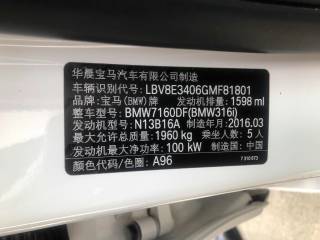 华晨宝马汽车有限公司制造
车辆识别代号: LBV8E3406GMF81801
品牌: 宝马(BMW) 发动机排量: 1598 ml
整车型号: BMW7160DF(BMW316i)
发动机型号: N13B16A 制造年月: 2016.03
最大允许总质量: 1960 kg 乘坐人数: 5 人
发动机最大净功率: 100 kW 制造国: 中国
颜色代码/色圈: A96
7 310 073